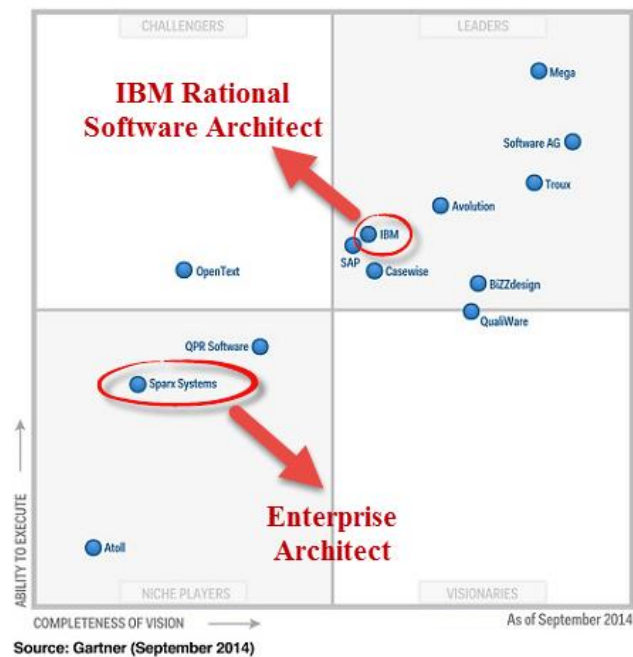 CHALLENGERS
LEADERS
Mega
IBM Rational
Software Architect
Software AG
Troux
Avolution
IBM
SAP
OpenText
Casewise
BiZZdesign
QualiWare
QPR Software
Sparx Systems
Enterprise
Architect
Atoll
ABILITY TO EXECUTE
NICHE PLAYERS
VISIONARIES
COMPLETENESS OF VISION
As of September 2014
Source: Gartner (September 2014)